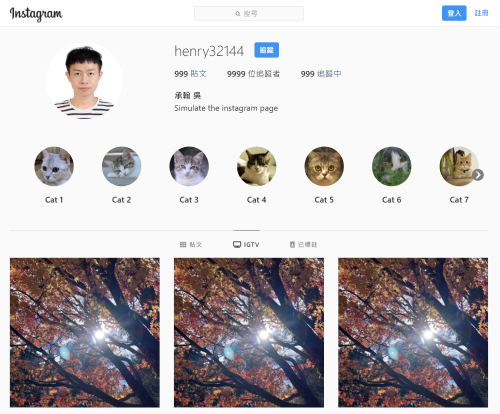 Instagram
搜尋
登入 註冊
henry32144 追蹤
999 貼文 9999 位追蹤者 999 追蹤中
承翰 吳
Simulate the instagram page
Cat 1 Cat 2 Cat 3 Cat 4 Cat 5 Cat 6 Cat 7
貼文 IGTV 已標註